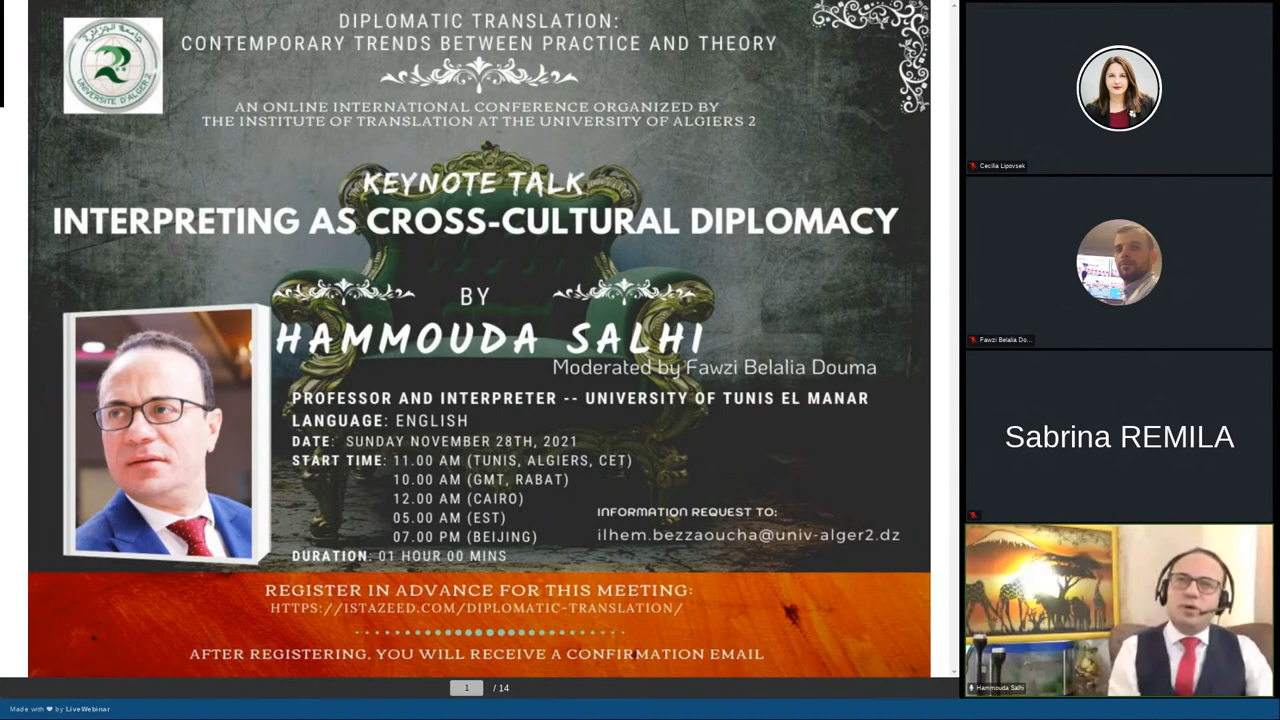 DIPLOMATIC TRANSLATION:
CONTEMPORARY TRENDS BETWEEN PRACTICE AND THEORY
جامعة الجزائر
2
UNIVERSITE D'ALGER 2
AN ONLINE INTERNATIONAL CONFERENCE ORGANIZED BY
THE INSTITUTE OF TRANSLATION AT THE UNIVERSITY OF ALGIERS 2
KEYNOTE TALK
INTERPRETING AS CROSS-CULTURAL DIPLOMACY
BY
HAMMOUDA SALHI
Moderated by Fawzi Belalia Douma
PROFESSOR AND INTERPRETER -- UNIVERSITY OF TUNIS EL MANAR
LANGUAGE: ENGLISH
DATE: SUNDAY NOVEMBER 28TH, 2021
START TIME: 11.00 AM (TUNIS, ALGIERS, CET)
10.00 AM (GMT, RABAT)
12.00 AM (CAIRO)
05.00 AM (EST)
07.00 PM (BEIJING)
DURATION: 01 HOUR 00 MINS
INFORMATION REQUEST TO:
ilhem.bezzaoucha@univ-alger2.dz
REGISTER IN ADVANCE FOR THIS MEETING:
HTTPS://ISTAZEED.COM/DIPLOMATIC-TRANSLATION/
AFTER REGISTERING, YOU WILL RECEIVE A CONFIRMATION EMAIL
1 / 14
Made with ❤ by LiveWebinar
Cecilia Lipovsek
Fawzi Belalia Do...
Sabrina REMILA
Hammouda Salhi